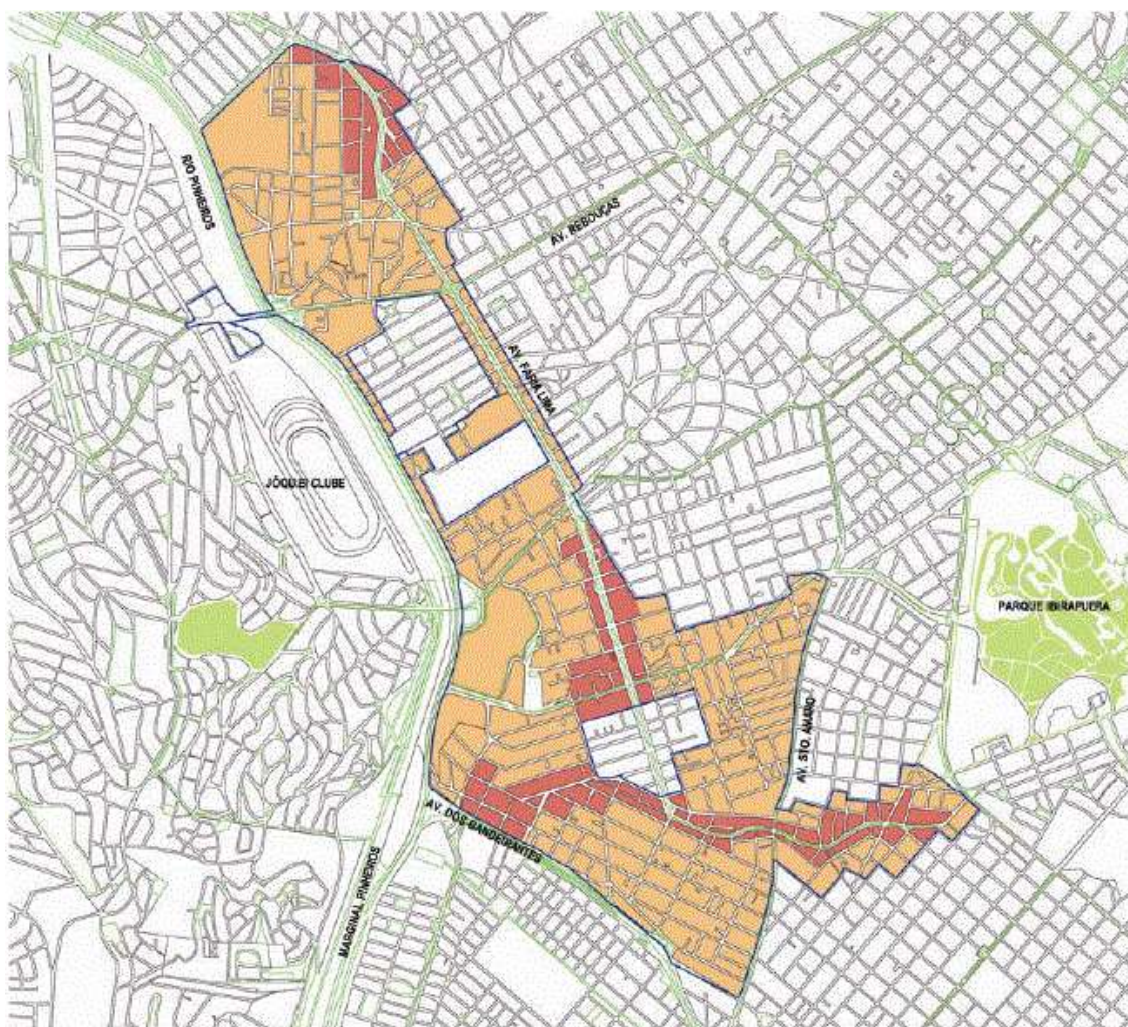 RIO PINHEIROS
AV. REBOUÇAS
AV. FARIA LIMA
JÓQUEI CLUBE
PARQUE IBIRAPUERA
AV. STO. AMARO
AV. DOS BANDEIRANTES
MARGINAL PINHEIROS